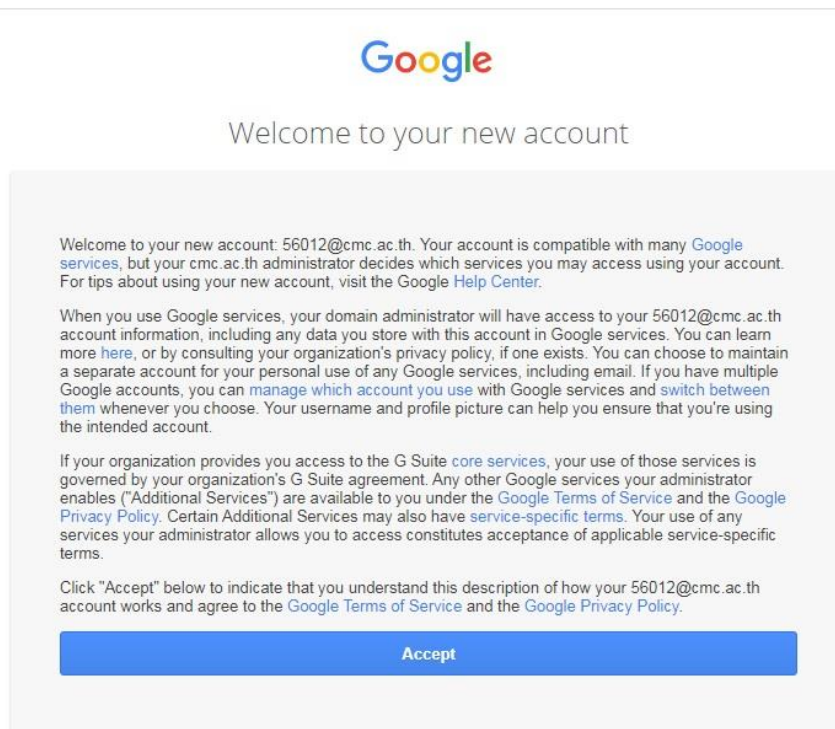 Google
Welcome to your new account
Welcome to your new account: 56012@cmc.ac.th. Your account is compatible with many Google
services, but your cmc.ac.th administrator decides which services you may access using your account.
For tips about using your new account, visit the Google Help Center.
When you use Google services, your domain administrator will have access to your 56012@cmc.ac.th
account information, including any data you store with this account in Google services. You can learn
more here, or by consulting your organization's privacy policy, if one exists. You can choose to maintain
a separate account for your personal use of any Google services, including email. If you have multiple
Google accounts, you can manage which account you use with Google services and switch between
them whenever you choose. Your username and profile picture can help you ensure that you're using
the intended account.
If your organization provides you access to the G Suite core services, your use of those services is
governed by your organization's G Suite agreement. Any other Google services your administrator
enables ("Additional Services") are available to you under the Google Terms of Service and the Google
Privacy Policy. Certain Additional Services may also have service-specific terms. Your use of any
services your administrator allows you to access constitutes acceptance of applicable service-specific
terms.
Click "Accept" below to indicate that you understand this description of how your 56012@cmc.ac.th
account works and agree to the Google Terms of Service and the Google Privacy Policy.
Accept